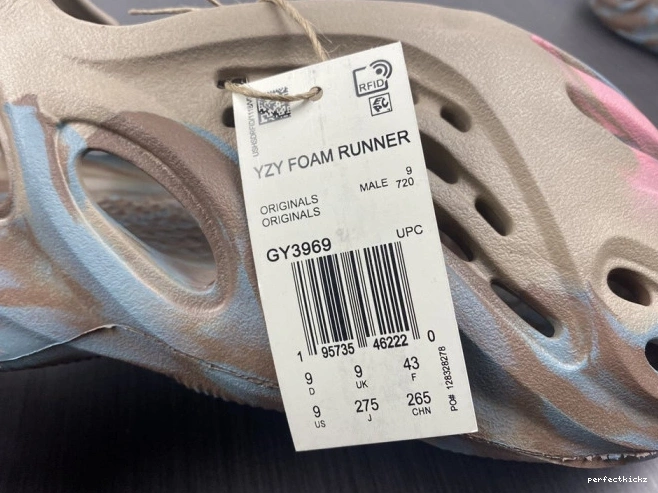 RFID
YZY FOAM RUNNER
ORIGINALS
ORIGINALS
MALE 9
720
GY3969
UPC
1 95735 46222 0
9 D 9 UK 43 F
9 US 275 J 265 CHN
PO# 128328278
perfectkickz